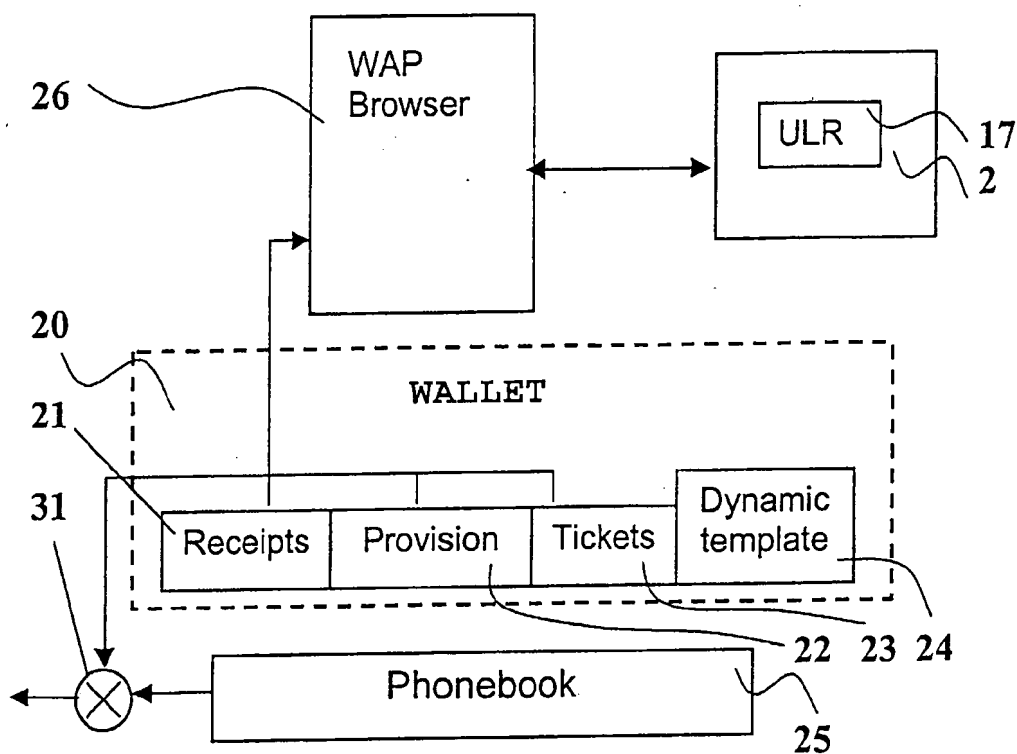 WAP
Browser
26
ULR
17
2
20
WALLET
21
31
Receipts
Provision
Tickets
Dynamic
template
22
23
24
Phonebook
25